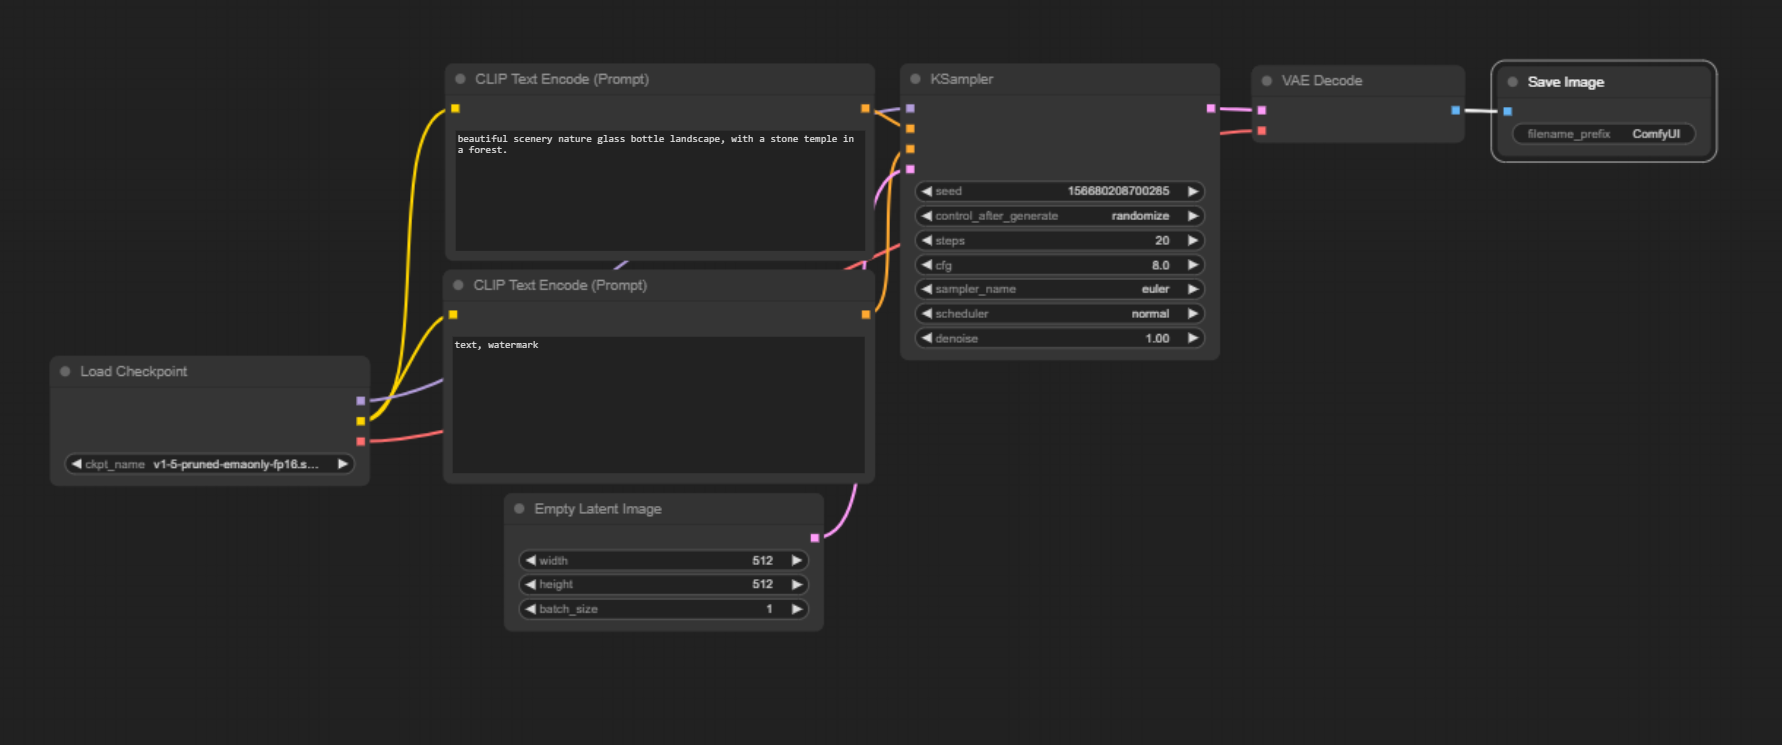 CLIP Text Encode (Prompt)
beautiful scenery nature glass bottle landscape, with a stone temple in
a forest.
CLIP Text Encode (Prompt)
text, watermark
Load Checkpoint
ckpt_name v1-5-pruned-emaonly-fp16.s...
Empty Latent Image
width 512
height 512
batch_size 1
KSampler
seed 156680208700285
control_after_generate randomize
steps 20
cfg 8.0
sampler_name euler
scheduler normal
denoise 1.00
VAE Decode
Save Image
filename_prefix ComfyUI